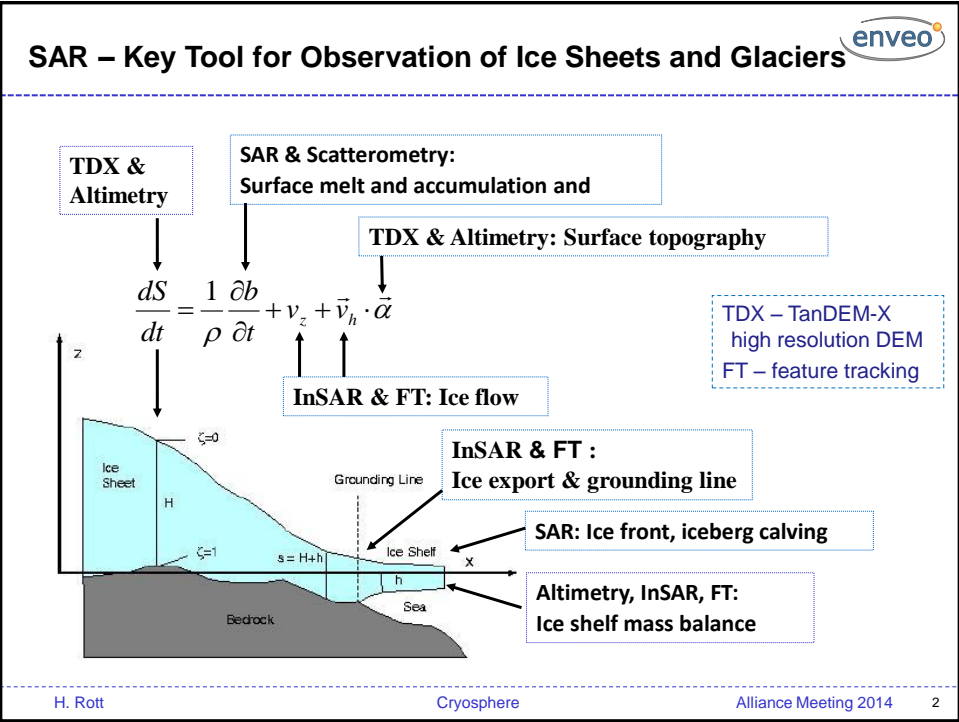 SAR – Key Tool for Observation of Ice Sheets and Glaciers
enveo
TDX &
Altimetry
SAR & Scatterometry:
Surface melt and accumulation and
TDX & Altimetry: Surface topography
dS/dt = 1/ρ ∂b/∂t + v_z + v⃗_h · α⃗
TDX – TanDEM-X
high resolution DEM
FT – feature tracking
InSAR & FT: Ice flow
z
ζ=0
Ice
Sheet
H
ζ=1
s = H+h
Grounding Line
Ice Shelf
x
h
Sea
Bedrock
InSAR & FT :
Ice export & grounding line
SAR: Ice front, iceberg calving
Altimetry, InSAR, FT:
Ice shelf mass balance
H. Rott
Cryosphere
Alliance Meeting 2014
2